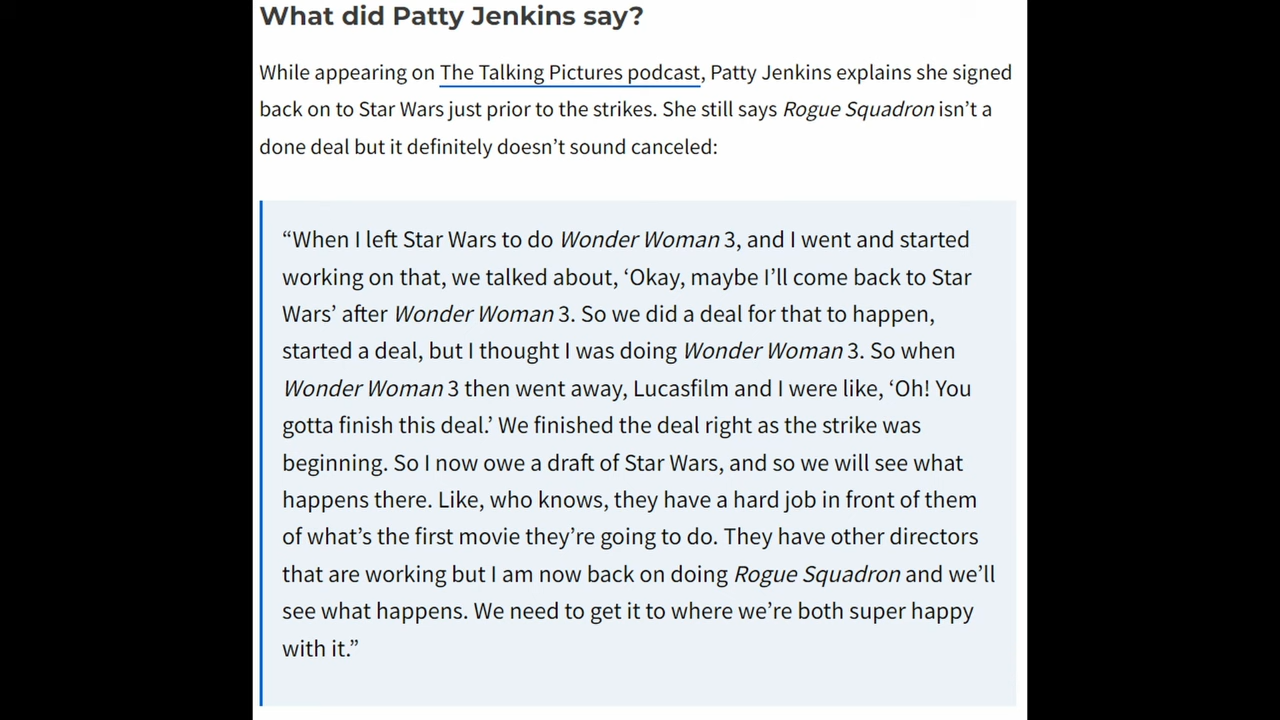 What did Patty Jenkins say?
While appearing on The Talking Pictures podcast, Patty Jenkins explains she signed
back on to Star Wars just prior to the strikes. She still says Rogue Squadron isn’t a
done deal but it definitely doesn’t sound canceled:
“When I left Star Wars to do Wonder Woman 3, and I went and started
working on that, we talked about, ‘Okay, maybe I’ll come back to Star
Wars’ after Wonder Woman 3. So we did a deal for that to happen,
started a deal, but I thought I was doing Wonder Woman 3. So when
Wonder Woman 3 then went away, Lucasfilm and I were like, ‘Oh! You
gotta finish this deal.’ We finished the deal right as the strike was
beginning. So I now owe a draft of Star Wars, and so we will see what
happens there. Like, who knows, they have a hard job in front of them
of what’s the first movie they’re going to do. They have other directors
that are working but I am now back on doing Rogue Squadron and we’ll
see what happens. We need to get it to where we’re both super happy
with it.”